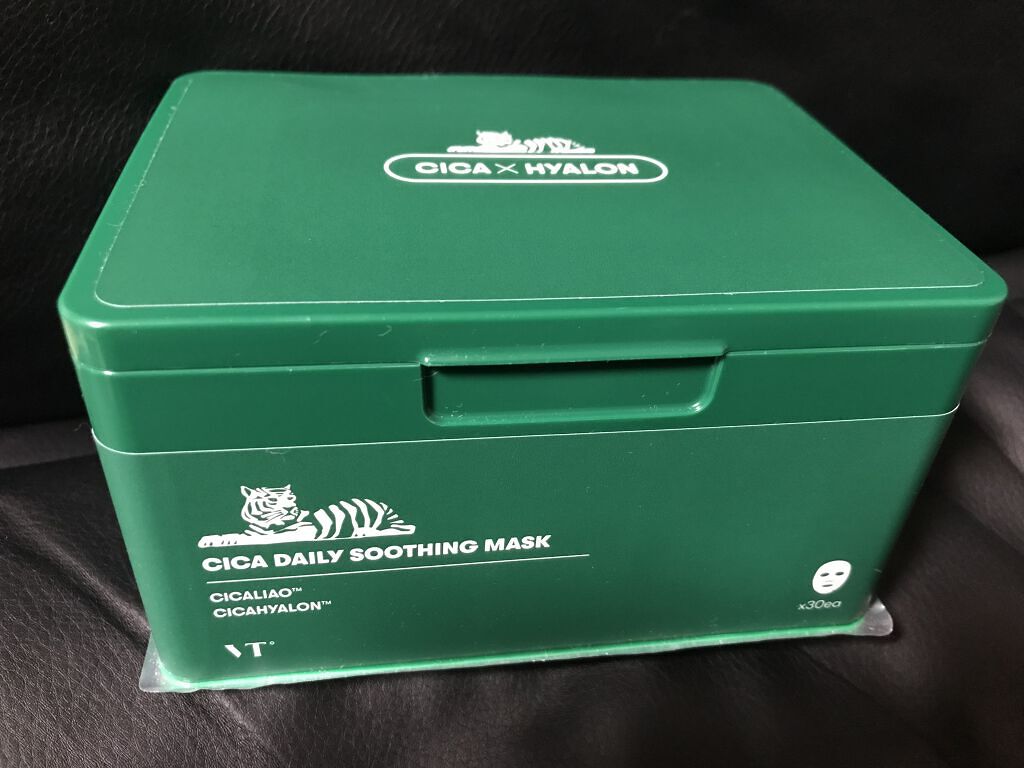 CICA × HYALON
CICA DAILY SOOTHING MASK
CICALIAO™
CICAHYALON™
VT°
x30ea